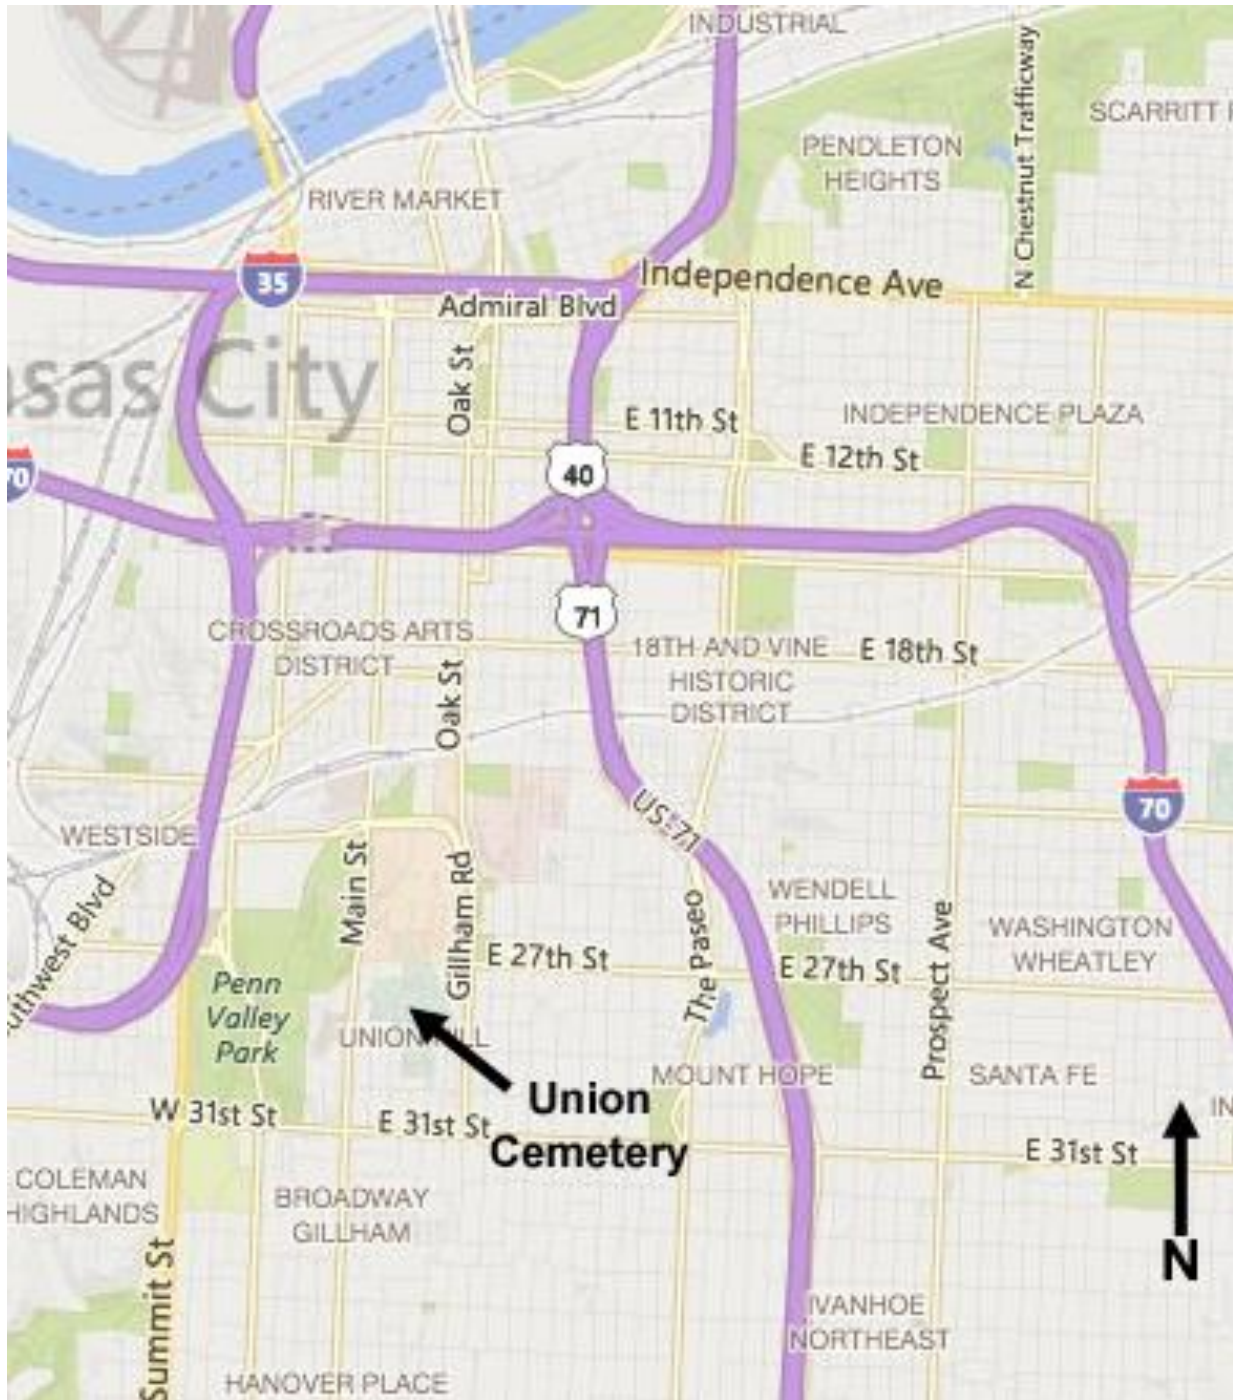 INDUSTRIAL
N Chestnut Trafficway
SCARRITT
PENDLETON
HEIGHTS
RIVER MARKET
35
Independence Ave
Admiral Blvd
sas City
Oak St
E 11th St
INDEPENDENCE PLAZA
E 12th St
70
40
71
CROSSROADS ARTS
DISTRICT
18TH AND VINE
HISTORIC
DISTRICT
E 18th St
Oak St
US 71
70
WESTSIDE
Main St
Gillham Rd
uthwest Blvd
WENDELL
PHILLIPS
The Paseo
Prospect Ave
WASHINGTON
WHEATLEY
E 27th St
E 27th St
Penn
Valley
Park
UNION HILL
MOUNT HOPE
SANTA FE
Union
Cemetery
W 31st St
E 31st St
IN
E 31st St
COLEMAN
HIGHLANDS
BROADWAY
GILLHAM
N
Summit St
IVANHOE
NORTHEAST
HANOVER PLACE